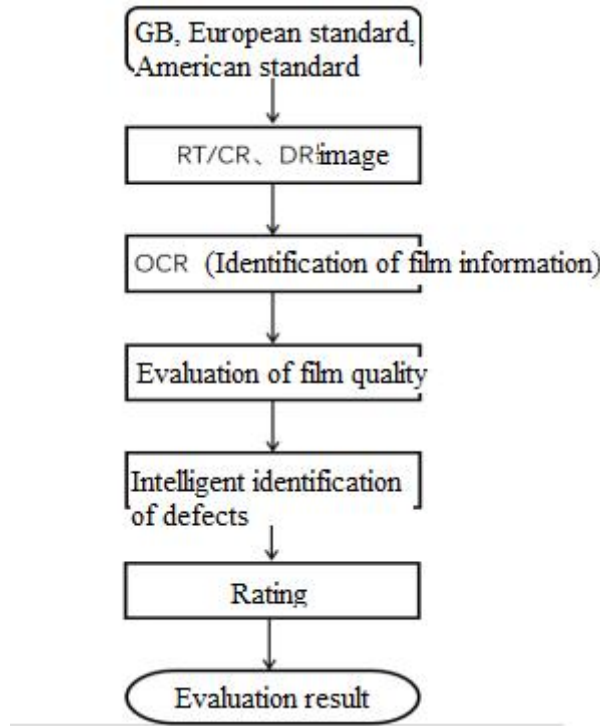 GB, European standard,
American standard
RT/CR、DR image
OCR (Identification of film information)
Evaluation of film quality
Intelligent identification
of defects
Rating
Evaluation result